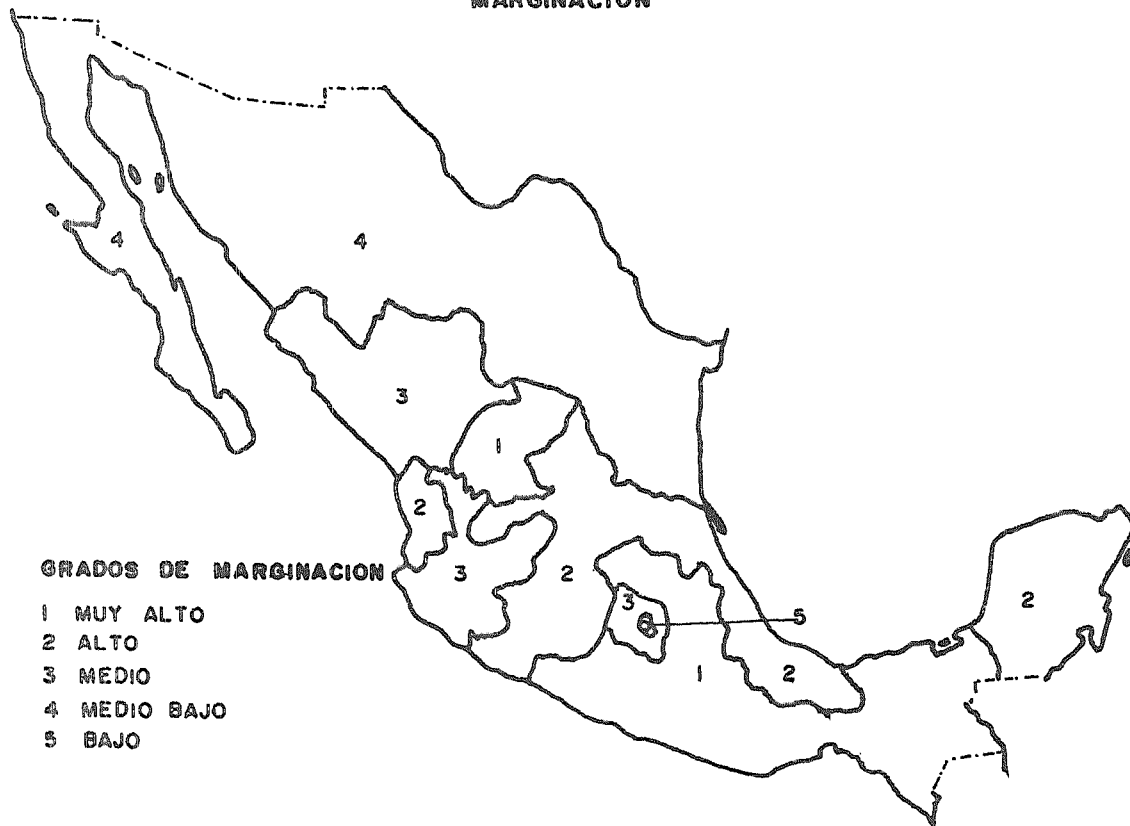 MARGINACION
4
4
3
1
2
3
2
3
5
1
2
2
GRADOS DE MARGINACION
1 MUY ALTO
2 ALTO
3 MEDIO
4 MEDIO BAJO
5 BAJO